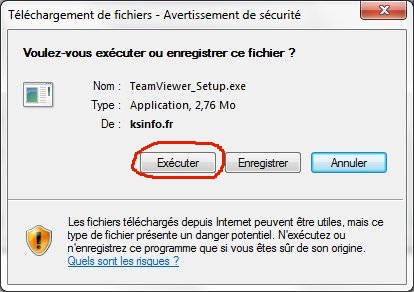 Téléchargement de fichiers - Avertissement de sécurité
Voulez-vous exécuter ou enregistrer ce fichier ?
Nom : TeamViewer_Setup.exe
Type : Application, 2,76 Mo
De : ksinfo.fr
Exécuter Enregistrer Annuler
Les fichiers téléchargés depuis Internet peuvent être utiles, mais ce
type de fichier présente un danger potentiel. N'exécutez ou
n'enregistrez ce programme que si vous êtes sûr de son origine.
Quels sont les risques ?